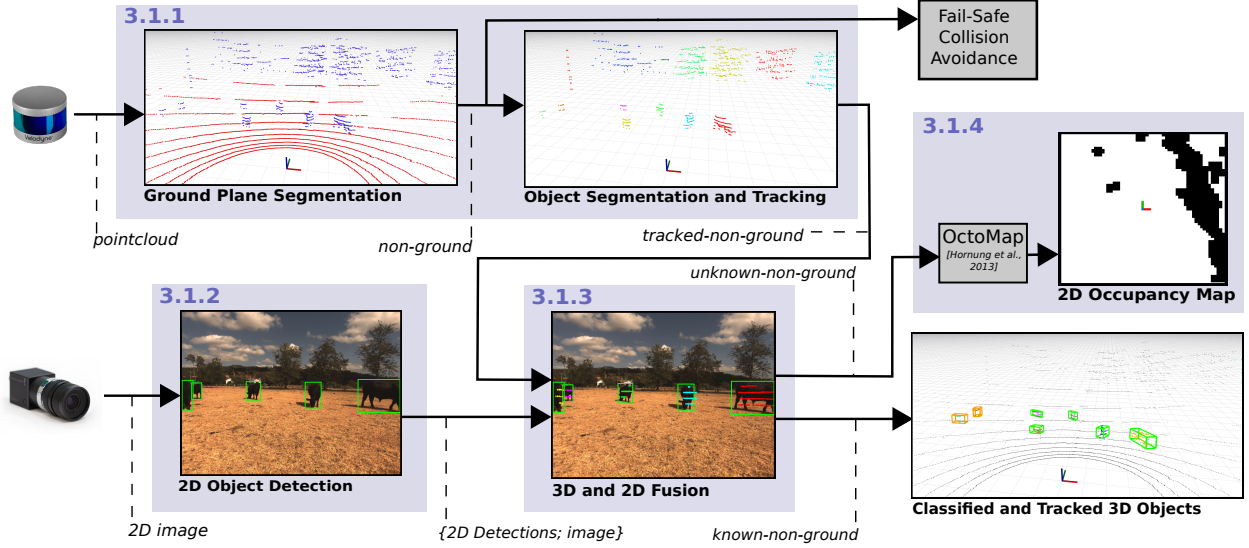 3.1.1
Fail-Safe
Collision
Avoidance
Velodyne
3.1.4
Ground Plane Segmentation
Object Segmentation and Tracking
pointcloud
non-ground
tracked-non-ground
OctoMap
[Hornung et al.,
2013]
unknown-non-ground
2D Occupancy Map
3.1.2
3.1.3
2D Object Detection
3D and 2D Fusion
Classified and Tracked 3D Objects
2D image
{2D Detections; image}
known-non-ground